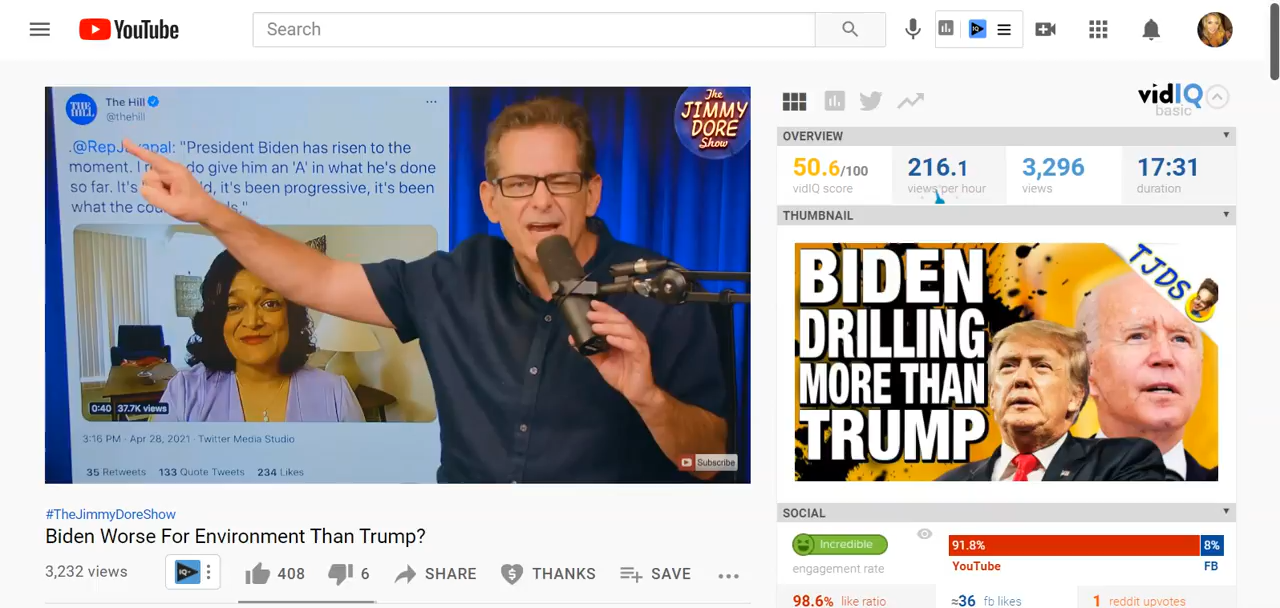 YouTube
Search
The Hill
@thehill
.@RepJayapal: "President Biden has risen to the
moment. I do give him an 'A' in what he's done
so far. It's been progressive, it's been
what the
0:40 37.7K views
3:16 PM · Apr 28, 2021 · Twitter Media Studio
35 Retweets 133 Quote Tweets 234 Likes
The
JIMMY
DORE
Show
Subscribe
#TheJimmyDoreShow
Biden Worse For Environment Than Trump?
3,232 views
IQ
408
6
SHARE
THANKS
SAVE
vidIQ
basic
OVERVIEW
50.6/100
vidIQ score
216.1
views per hour
3,296
views
17:31
duration
THUMBNAIL
BIDEN
DRILLING
MORE THAN
TRUMP
TJDS
SOCIAL
Incredible
engagement rate
91.8% 8%
YouTube FB
98.6% like ratio
≈36 fb likes
1 reddit upvotes